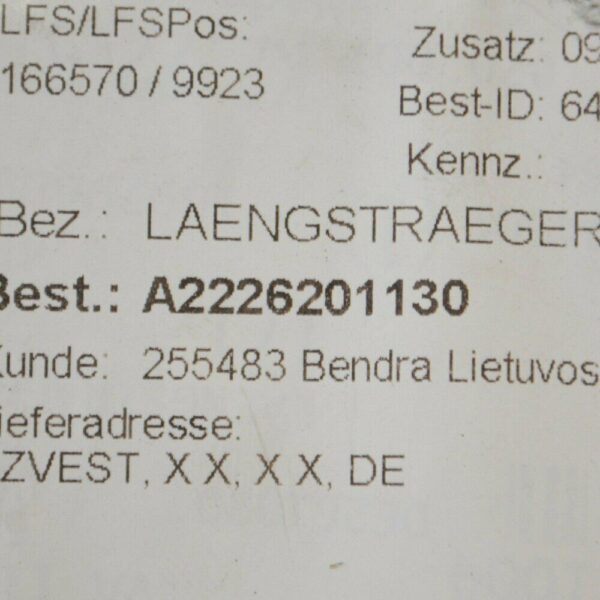 LFS/LFSPos:
Zusatz: 09
166570 / 9923
Best-ID: 64
Kennz.:
Bez.: LAENGSTRAEGER
Best.: A2226201130
Kunde: 255483 Bendra Lietuvos
ieferadresse:
ZVEST, X X, X X, DE